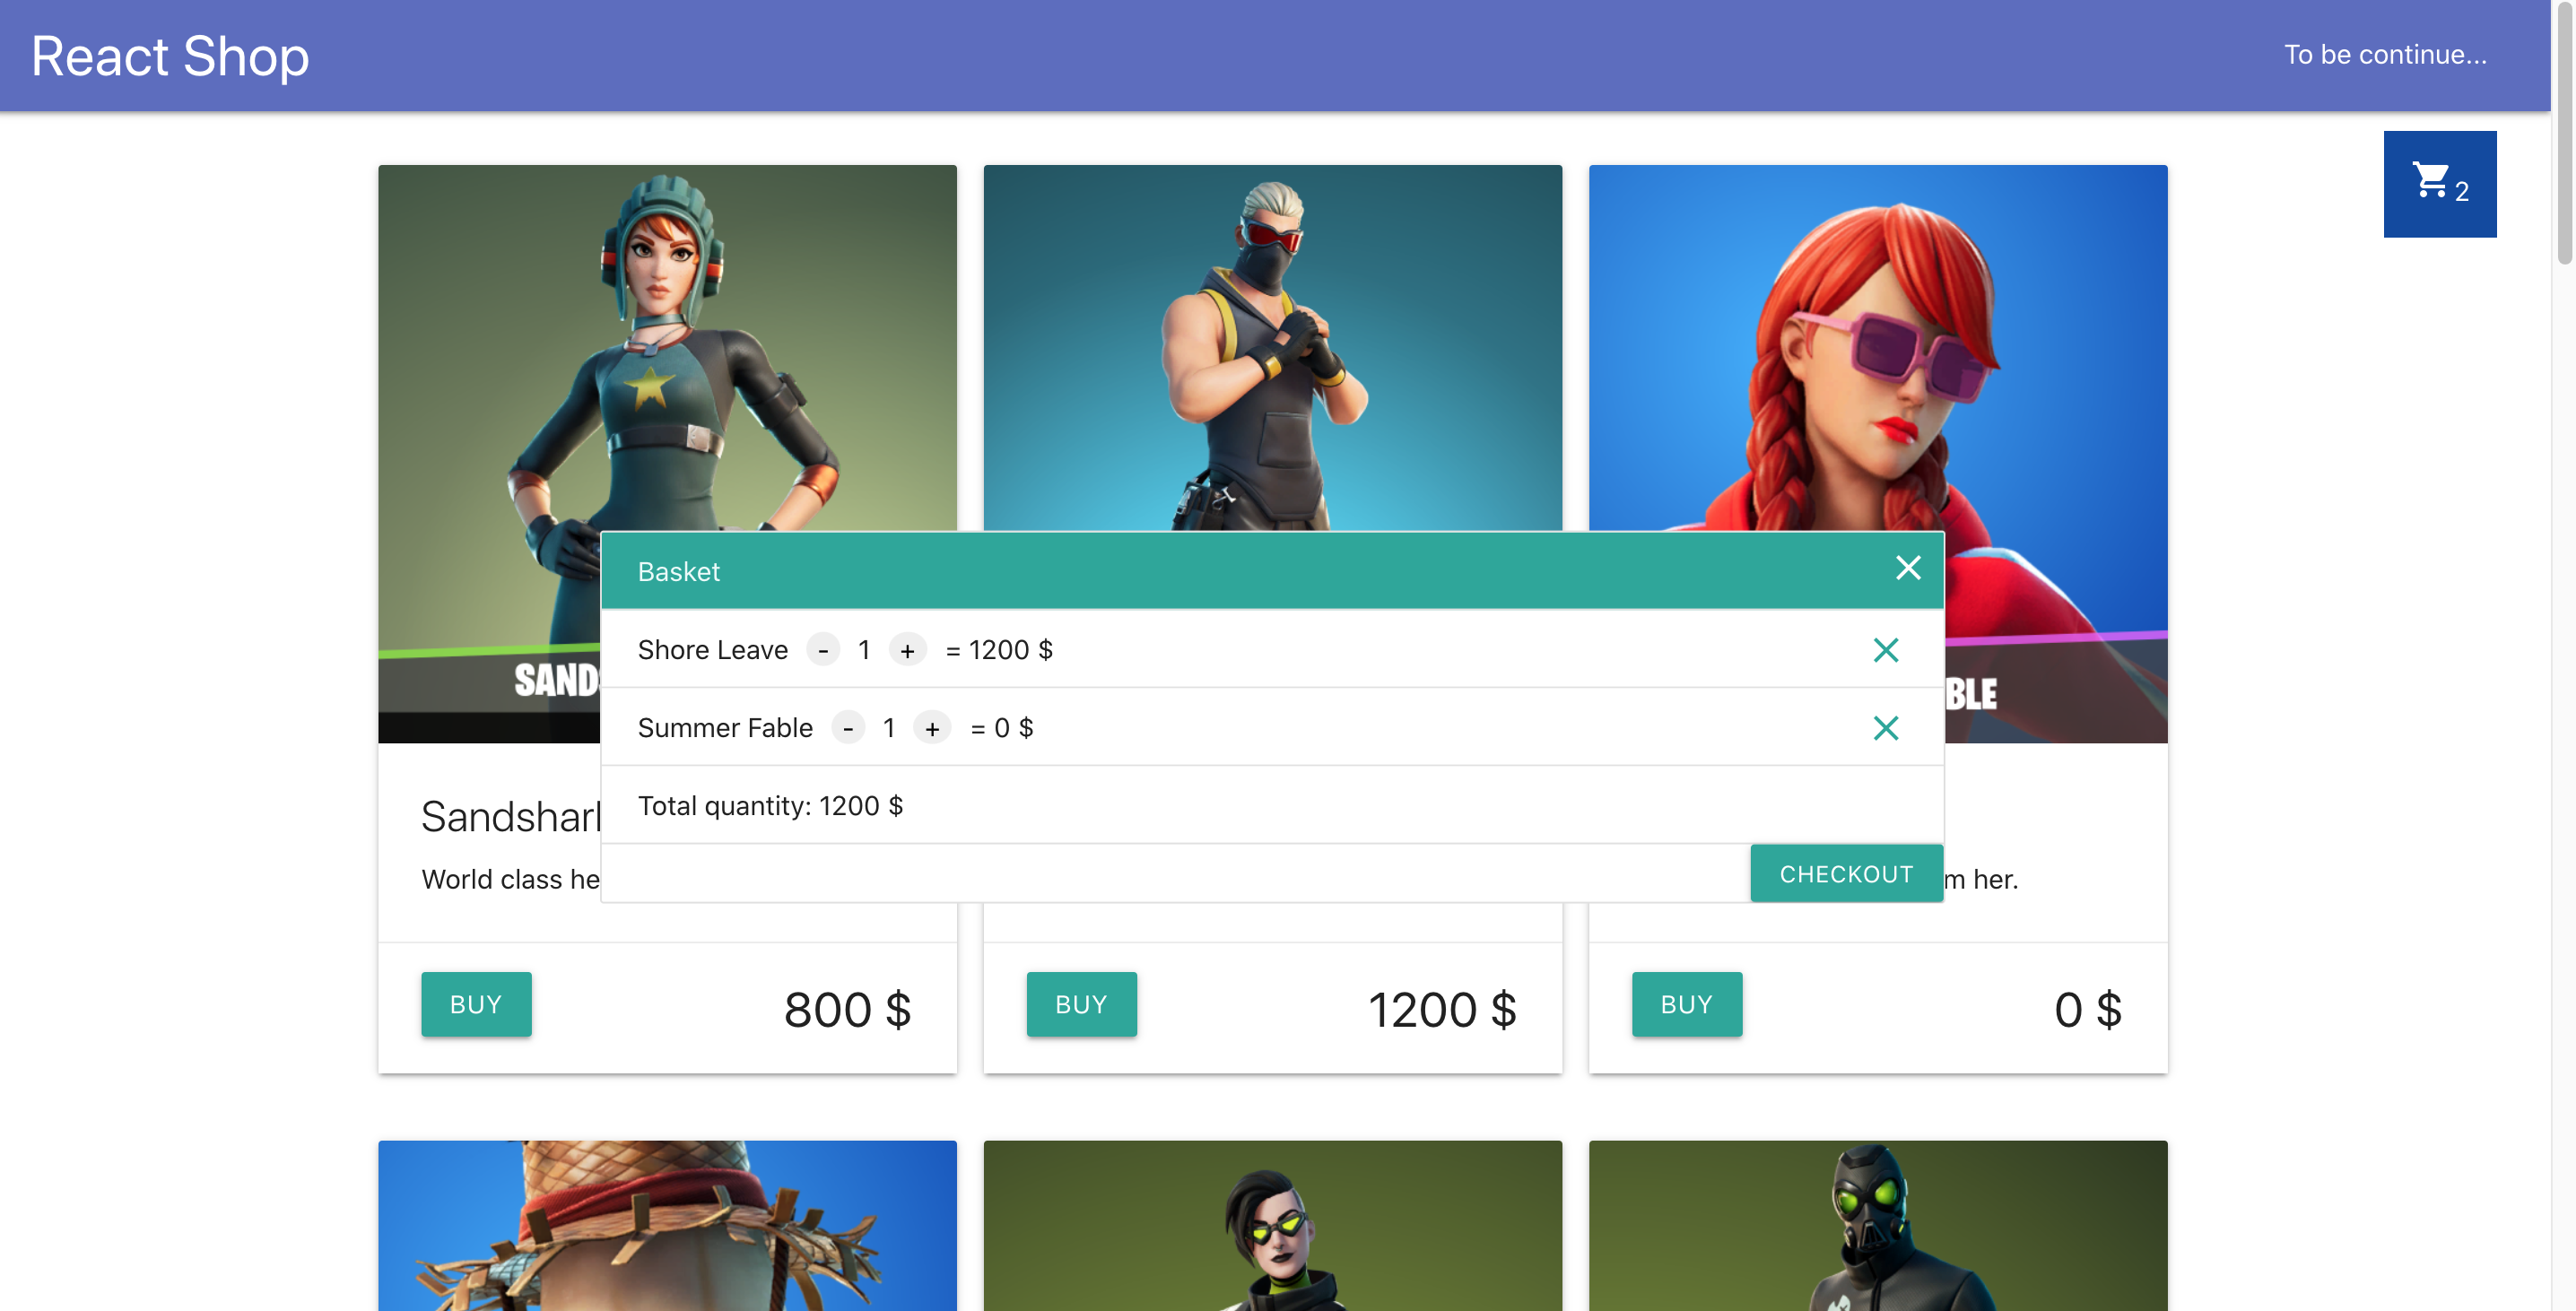 React Shop
To be continue...
2
SAND
BLE
Basket
Shore Leave - 1 + = 1200 $
Summer Fable - 1 + = 0 $
Total quantity: 1200 $
CHECKOUT
Sandshar
World class he
m her.
BUY 800 $
BUY 1200 $
BUY 0 $